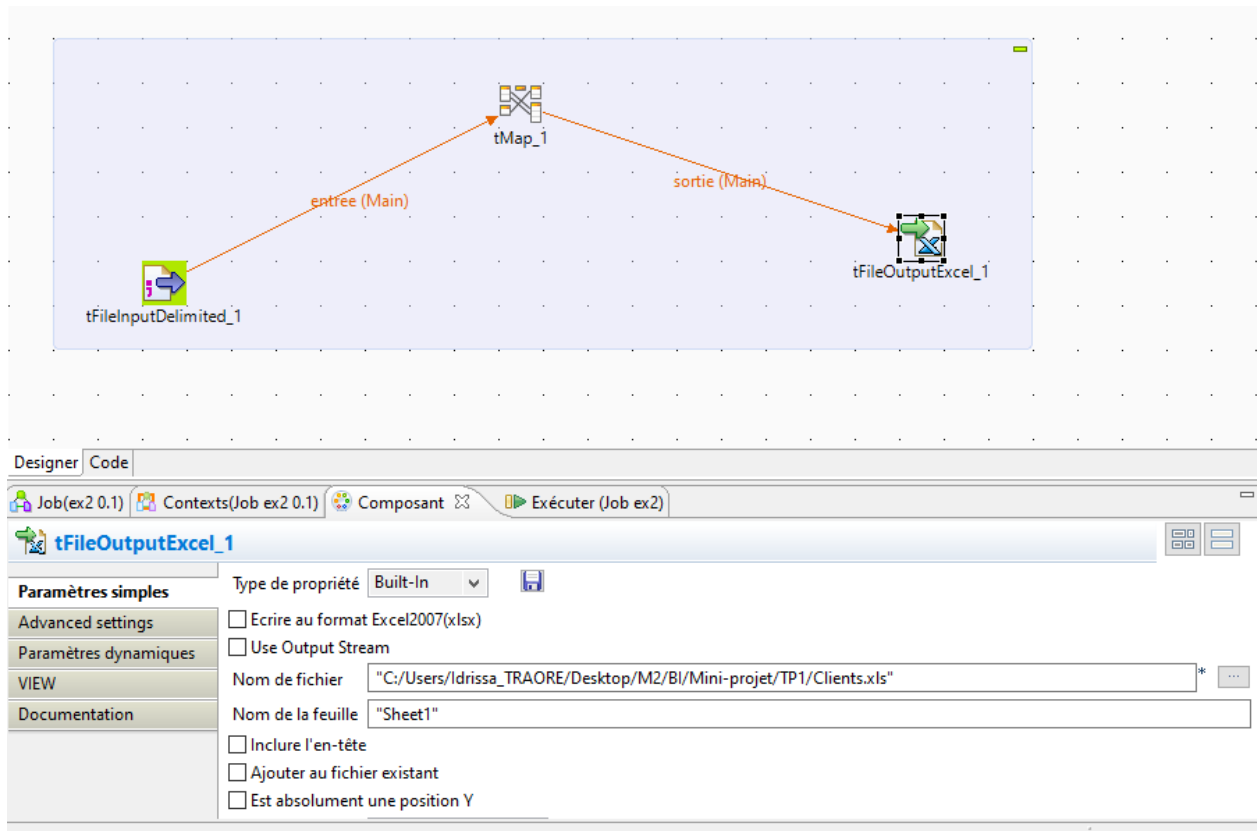 tMap_1
sortie (Main)
entree (Main)
tFileOutputExcel_1
tFileInputDelimited_1
Designer Code
Job(ex2 0.1) Contexts(Job ex2 0.1) Composant Exécuter (Job ex2)
tFileOutputExcel_1
Paramètres simples
Advanced settings
Paramètres dynamiques
VIEW
Documentation
Type de propriété Built-In
Ecrire au format Excel2007(xlsx)
Use Output Stream
Nom de fichier "C:/Users/Idrissa_TRAORE/Desktop/M2/BI/Mini-projet/TP1/Clients.xls" * ...
Nom de la feuille "Sheet1"
Inclure l'en-tête
Ajouter au fichier existant
Est absolument une position Y